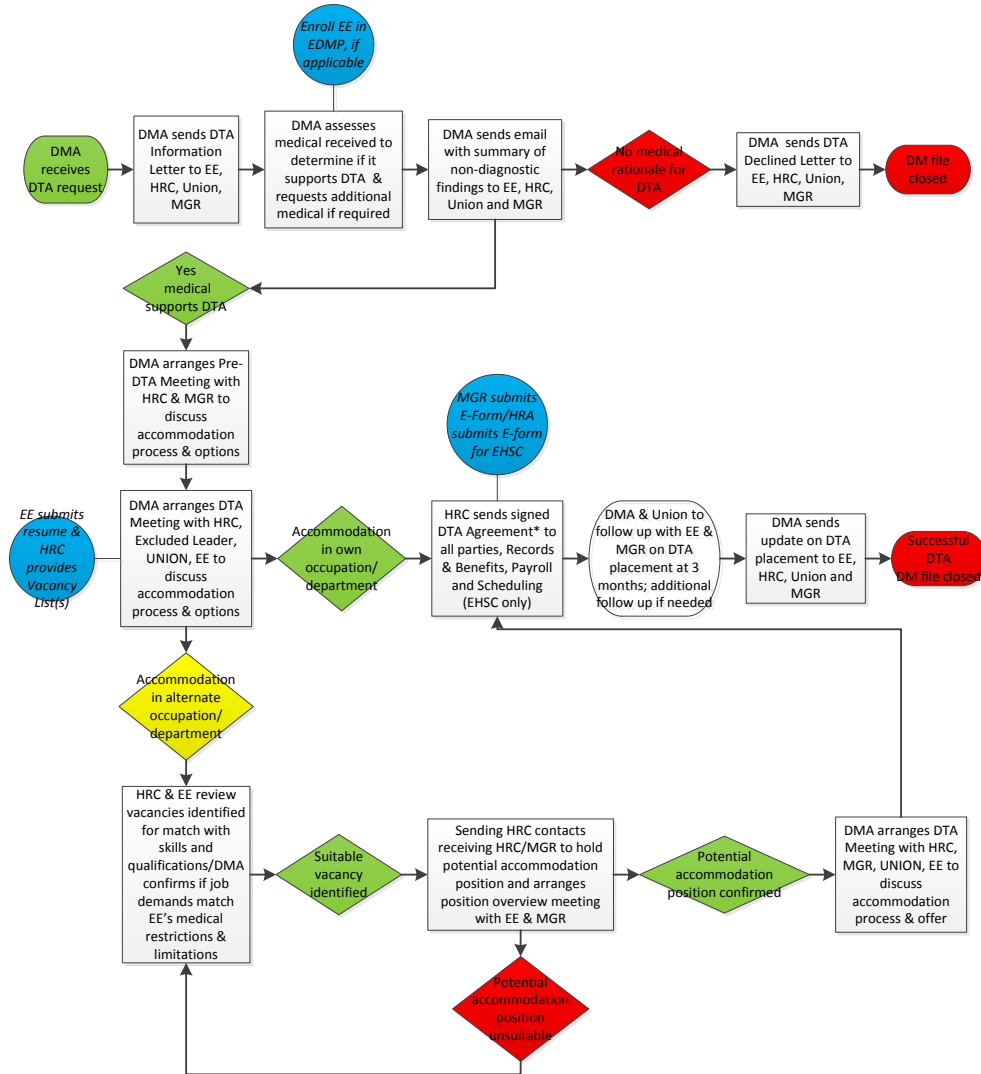 Enroll EE in
EDMP, if
applicable
DMA
receives
DTA request
DMA sends DTA
Information
Letter to EE,
HRC, Union,
MGR
DMA assesses
medical received to
determine if it
supports DTA  &
requests additional
medical if required
DMA sends email
with summary of
non-diagnostic
findings to EE, HRC,
Union and MGR
No medical
rationale for
DTA
DMA  sends DTA
Declined Letter to
EE, HRC, Union,
MGR
DM file
closed
Yes
medical
supports DTA
DMA arranges Pre-
DTA Meeting with
HRC & MGR to
discuss
accommodation
process & options
MGR submits
E-Form/HRA
submits E-form
for EHSC
EE submits
resume &
HRC
provides
Vacancy
List(s)
DMA arranges DTA
Meeting with HRC,
Excluded Leader,
UNION, EE to
discuss
accommodation
process & options
Accommodation
in own
occupation/
department
HRC sends signed
DTA Agreement* to
all parties, Records
& Benefits, Payroll
and Scheduling
(EHSC only)
DMA & Union to
follow up with EE &
MGR on DTA
placement at 3
months; additional
follow up if needed
DMA sends
update on DTA
placement to EE,
HRC, Union and
MGR
Successful
DTA
DM file closed
Accommodation
in alternate
occupation/
department
HRC & EE review
vacancies identified
for match with
skills and
qualifications/DMA
confirms if job
demands match
EE's medical
restrictions &
limitations
Suitable
vacancy
identified
Sending HRC contacts
receiving HRC/MGR to hold
potential accommodation
position and arranges
position overview meeting
with EE & MGR
Potential
accommodation
position confirmed
DMA arranges DTA
Meeting with HRC,
MGR, UNION, EE to
discuss
accommodation
process & offer
Potential
accommodation
position
unsuitable